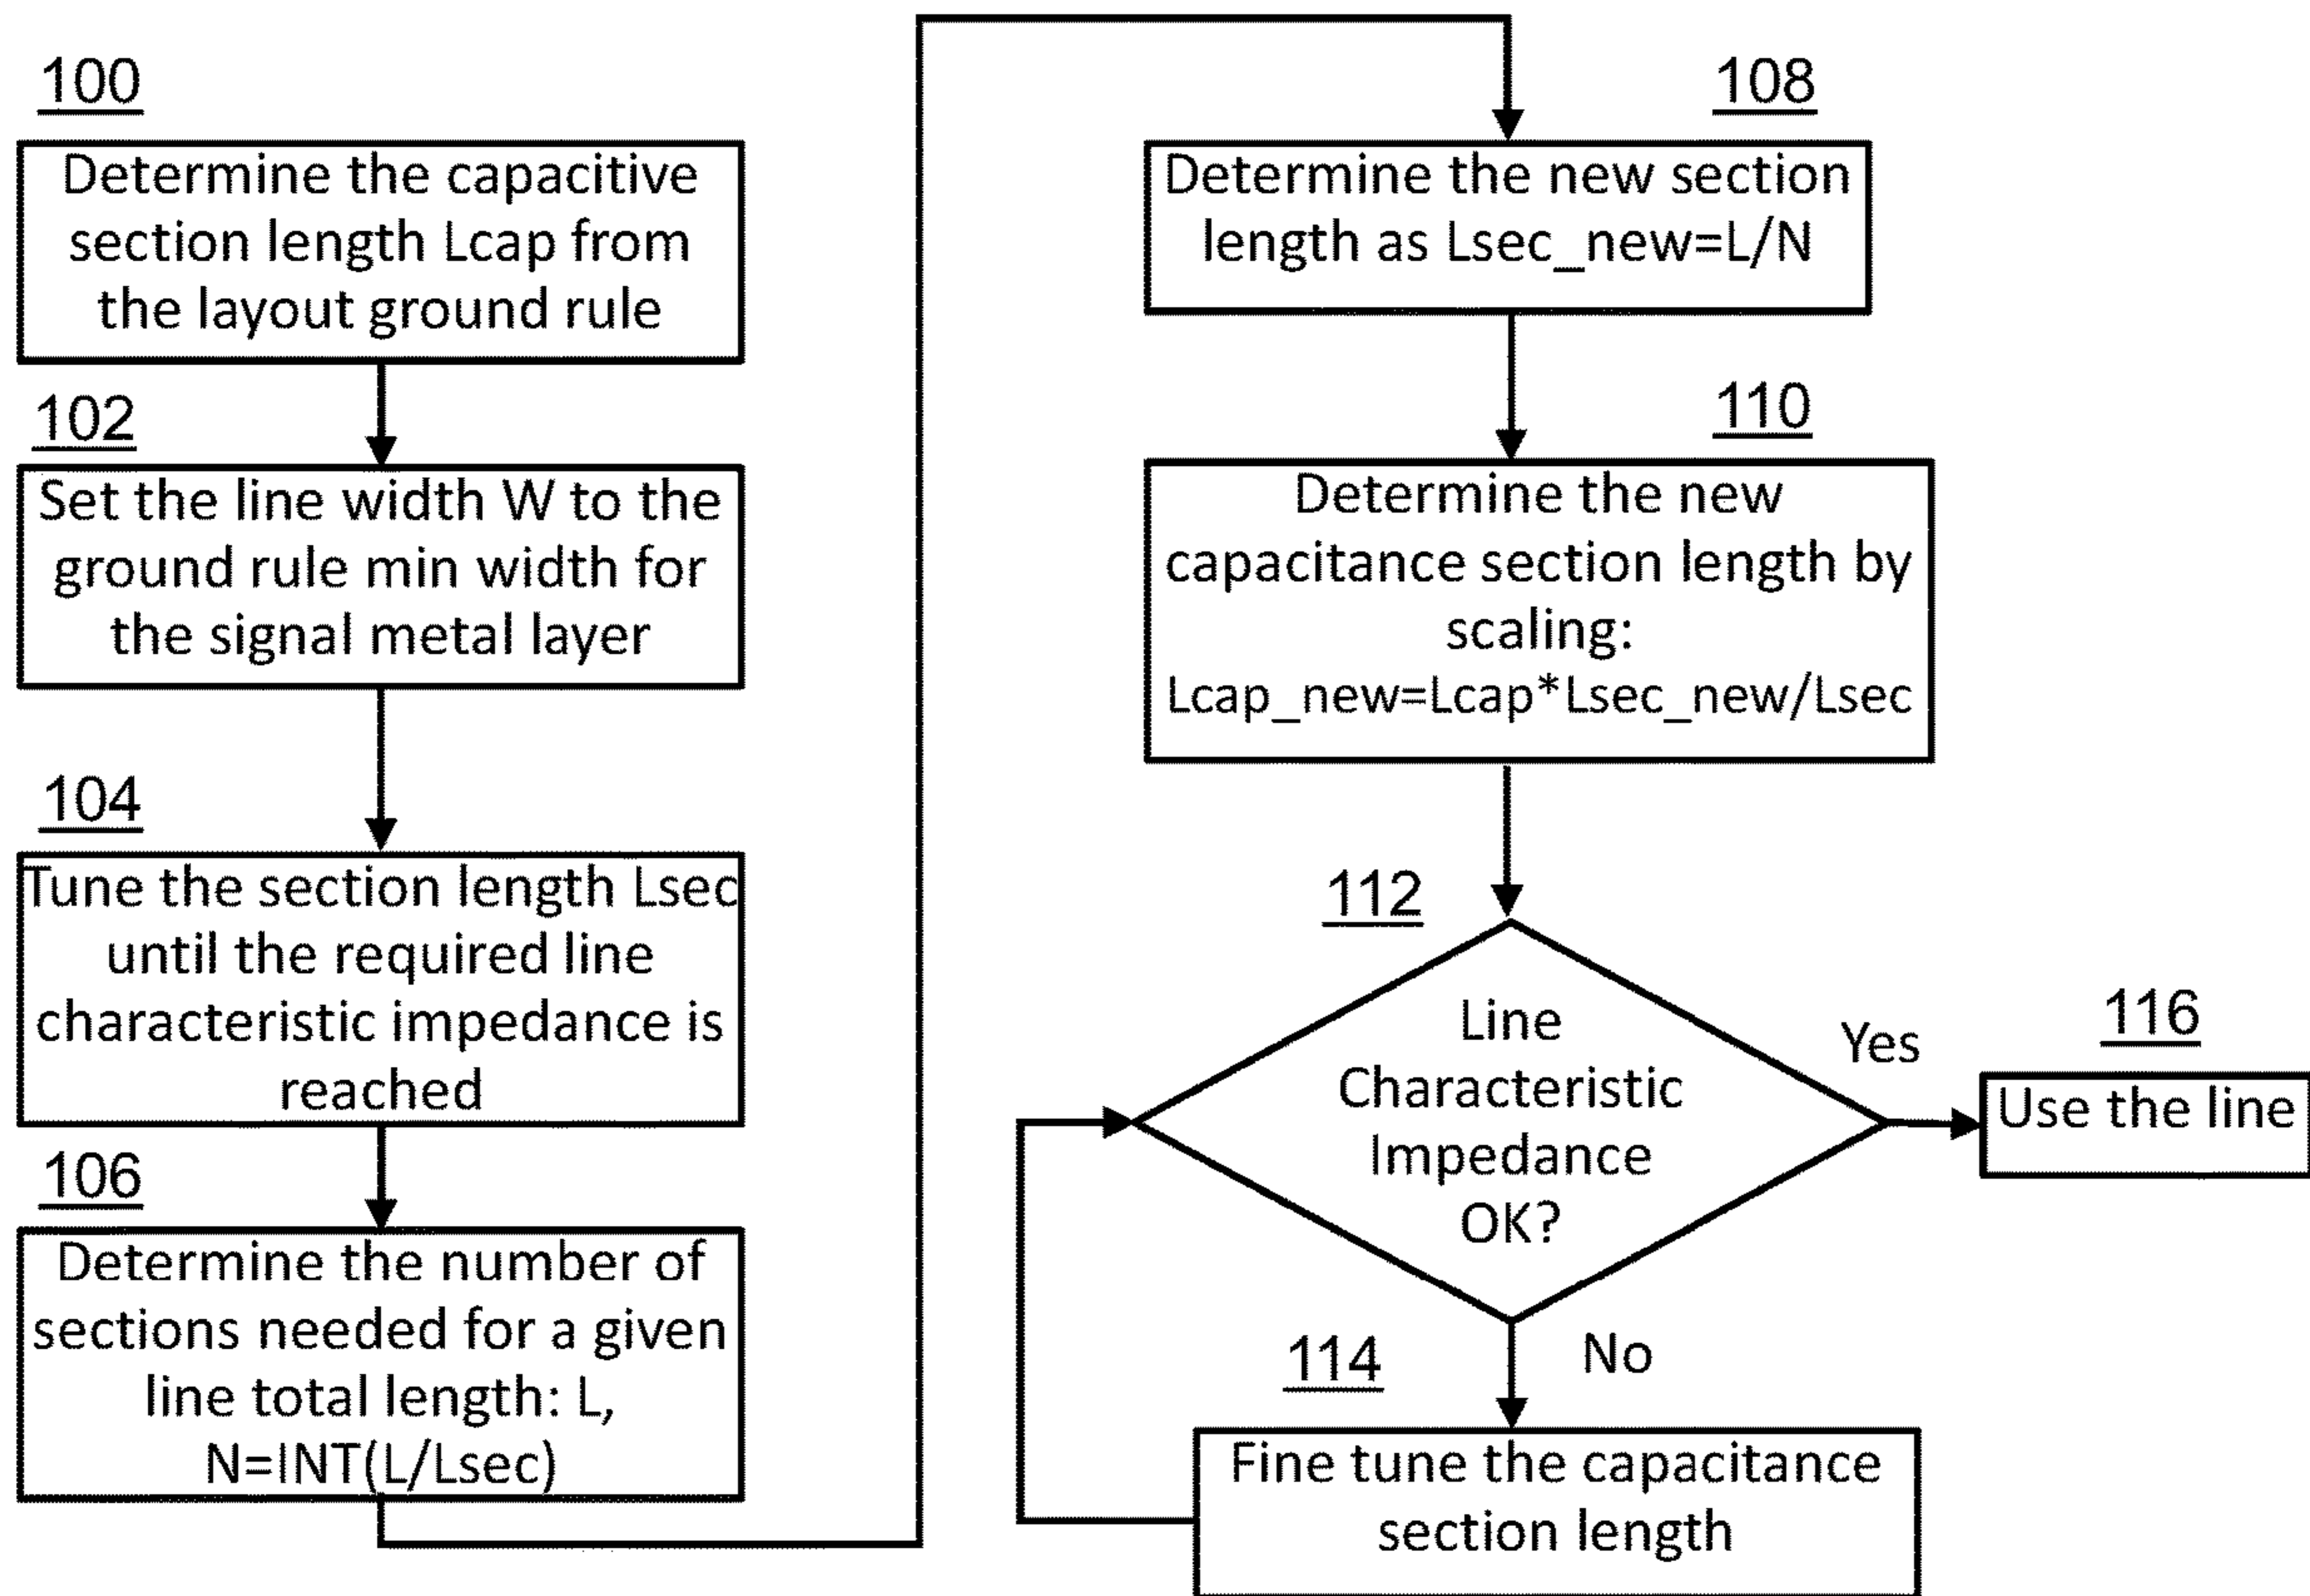 100
Determine the capacitive
section length Lcap from
the layout ground rule
102
Set the line width W to the
ground rule min width for
the signal metal layer
104
Tune the section length Lsec
until the required line
characteristic impedance is
reached
106
Determine the number of
sections needed for a given
line total length: L,
N=INT(L/Lsec)
108
Determine the new section
length as Lsec_new=L/N
110
Determine the new
capacitance section length by
scaling:
Lcap_new=Lcap*Lsec_new/Lsec
112
Line
Characteristic
Impedance
OK?
Yes
116
Use the line
No
114
Fine tune the capacitance
section length